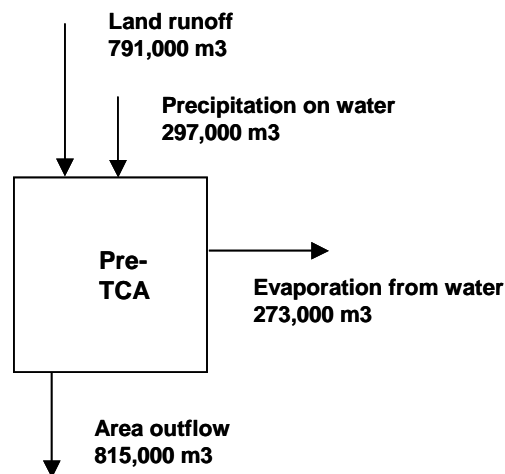 Land runoff
791,000 m3
Precipitation on water
297,000 m3
Pre-
TCA
Evaporation from water
273,000 m3
Area outflow
815,000 m3